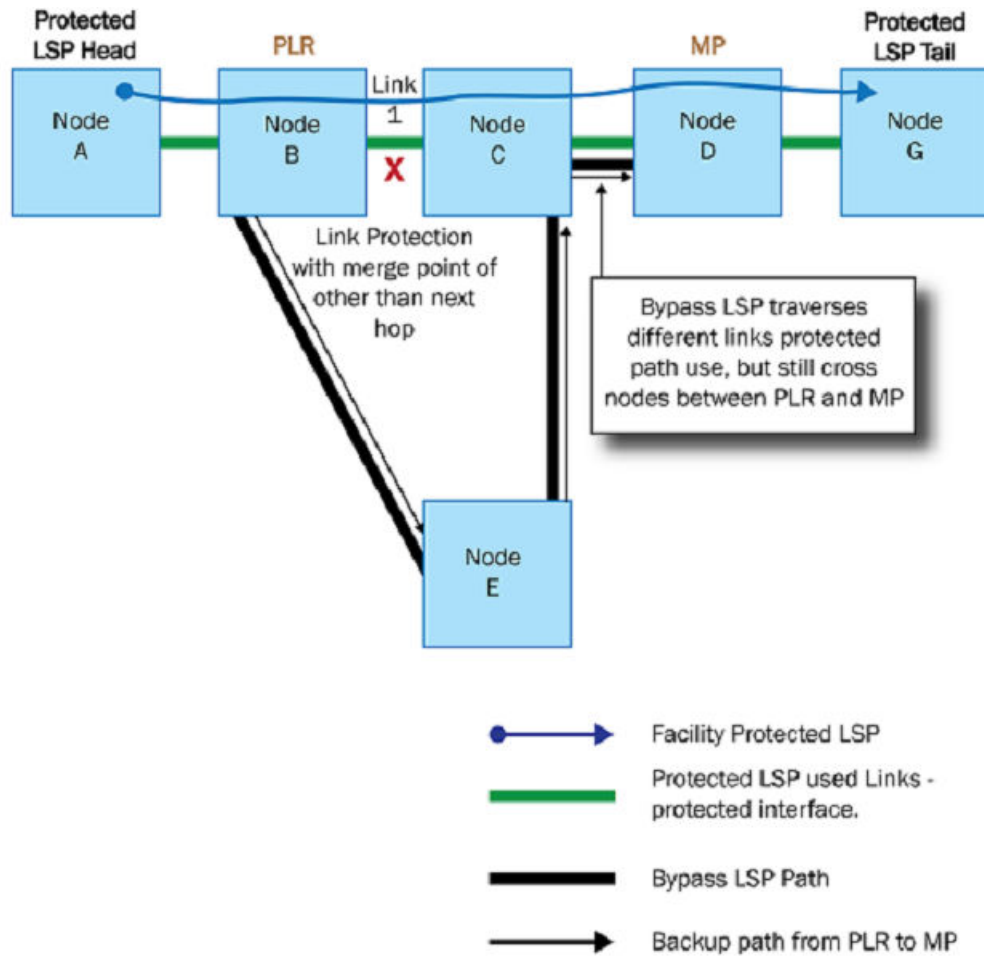 Protected
LSP Head
PLR
MP
Protected
LSP Tail
Node
A
Node
B
Link
1
X
Node
C
Node
D
Node
G
Link Protection
with merge point of
other than next
hop
Bypass LSP traverses
different links protected
path use, but still cross
nodes between PLR and MP
Node
E
Facility Protected LSP
Protected LSP used Links -
protected interface.
Bypass LSP Path
Backup path from PLR to MP